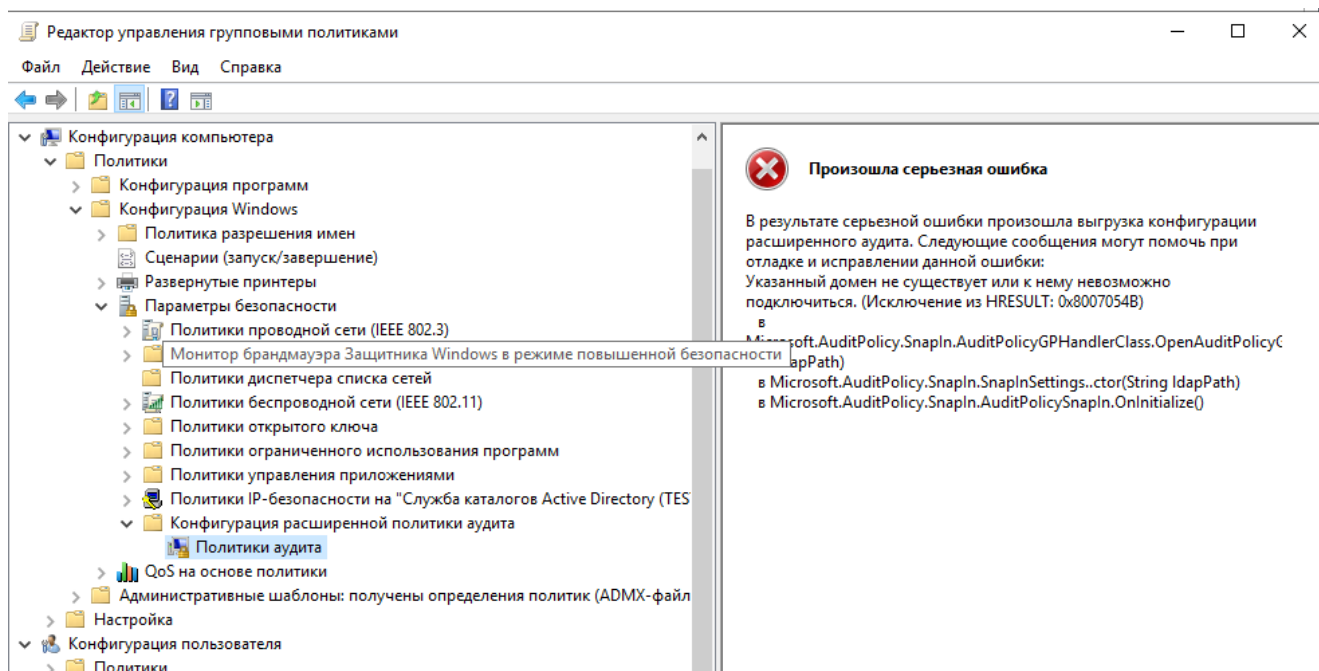 Редактор управления групповыми политиками
Файл Действие Вид Справка
Конфигурация компьютера
Политики
Конфигурация программ
Конфигурация Windows
Политика разрешения имен
Сценарии (запуск/завершение)
Развернутые принтеры
Параметры безопасности
Политики проводной сети (IEEE 802.3)
Монитор брандмауэра Защитника Windows в режиме повышенной безопасности
Политики диспетчера списка сетей
Политики беспроводной сети (IEEE 802.11)
Политики открытого ключа
Политики ограниченного использования программ
Политики управления приложениями
Политики IP-безопасности на "Служба каталогов Active Directory (TES
Конфигурация расширенной политики аудита
Политики аудита
QoS на основе политики
Административные шаблоны: получены определения политик (ADMX-файл
Настройка
Конфигурация пользователя
Политики
Произошла серьезная ошибка
В результате серьезной ошибки произошла выгрузка конфигурации
расширенного аудита. Следующие сообщения могут помочь при
отладке и исправлении данной ошибки:
Указанный домен не существует или к нему невозможно
подключиться. (Исключение из HRESULT: 0x8007054B)
в
Microsoft.AuditPolicy.SnapIn.AuditPolicyGPHandlerClass.OpenAuditPolicyG
apPath)
в Microsoft.AuditPolicy.SnapIn.SnapInSettings..ctor(String ldapPath)
в Microsoft.AuditPolicy.SnapIn.AuditPolicySnapIn.OnInitialize()